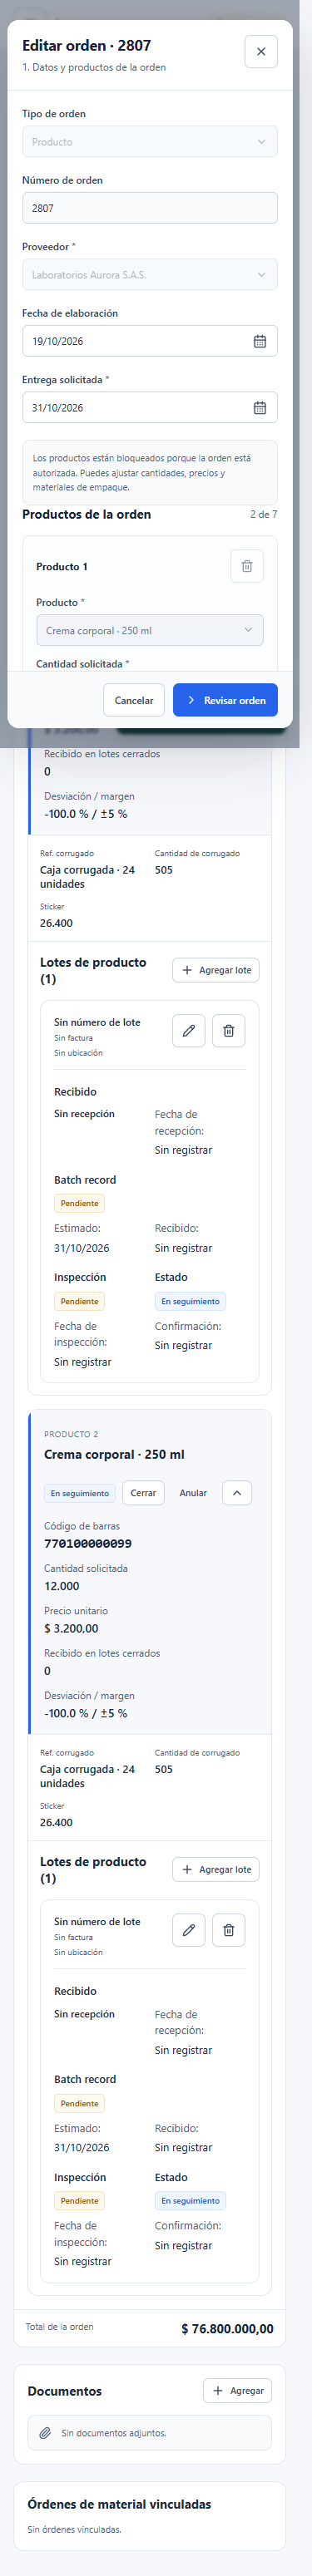 Editar orden · 2807
1. Datos y productos de la orden
Tipo de orden
Producto
Número de orden
2807
Proveedor *
Laboratorios Aurora S.A.S.
Fecha de elaboración
19/10/2026
Entrega solicitada *
31/10/2026
Los productos están bloqueados porque la orden está
autorizada. Puedes ajustar cantidades, precios y
materiales de empaque.
Productos de la orden
2 de 7
Producto 1
Producto *
Crema corporal · 250 ml
Cantidad solicitada *
Cancelar
Revisar orden
Recibido en lotes cerrados
0
Desviación / margen
-100.0 % / ±5 %
Ref. corrugado
Cantidad de corrugado
Caja corrugada · 24
unidades
505
Sticker
26.400
Lotes de producto
(1)
Agregar lote
Sin número de lote
Sin factura
Sin ubicación
Recibido
Sin recepción
Fecha de
recepción:
Sin registrar
Batch record
Pendiente
Estimado:
Recibido:
31/10/2026
Sin registrar
Inspección
Estado
Pendiente
En seguimiento
Fecha de
inspección:
Confirmación:
Sin registrar
Sin registrar
PRODUCTO 2
Crema corporal · 250 ml
En seguimiento
Cerrar
Anular
Código de barras
770100000099
Cantidad solicitada
12.000
Precio unitario
$ 3.200,00
Recibido en lotes cerrados
0
Desviación / margen
-100.0 % / ±5 %
Ref. corrugado
Cantidad de corrugado
Caja corrugada · 24
unidades
505
Sticker
26.400
Lotes de producto
(1)
Agregar lote
Sin número de lote
Sin factura
Sin ubicación
Recibido
Sin recepción
Fecha de
recepción:
Sin registrar
Batch record
Pendiente
Estimado:
Recibido:
31/10/2026
Sin registrar
Inspección
Estado
Pendiente
En seguimiento
Fecha de
inspección:
Confirmación:
Sin registrar
Sin registrar
Total de la orden
$ 76.800.000,00
Documentos
Agregar
Sin documentos adjuntos.
Órdenes de material vinculadas
Sin órdenes vinculadas.